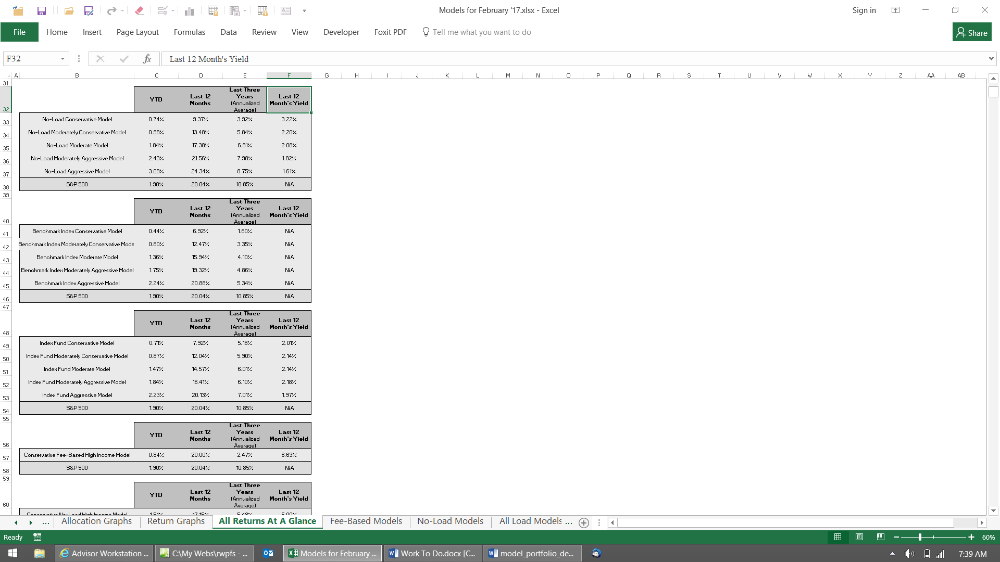 Models for February '17.xlsx - Excel
Sign in
File Home Insert Page Layout Formulas Data Review View Developer Foxit PDF Tell me what you want to do Share
F32 fx Last 12 Month's Yield
A B C D E F G H I J K L M N O P Q R S T U V W X Y Z AA AB
31
32 YTD Last 12 Months Last Three Years (Annualized Average) Last 12 Month's Yield
33 No-Load Conservative Model 0.74% 9.37% 3.92% 3.22%
34 No-Load Moderately Conservative Model 0.98% 13.48% 5.84% 2.20%
35 No-Load Moderate Model 1.84% 17.38% 6.91% 2.08%
36 No-Load Moderately Aggressive Model 2.43% 21.56% 7.98% 1.82%
37 No-Load Aggressive Model 3.09% 24.34% 8.75% 1.61%
38 S&P 500 1.90% 20.04% 10.85% N/A
39
40 YTD Last 12 Months Last Three Years (Annualized Average) Last 12 Month's Yield
41 Benchmark Index Conservative Model 0.44% 6.92% 1.60% N/A
42 Benchmark Index Moderately Conservative Mode 0.80% 12.47% 3.35% N/A
43 Benchmark Index Moderate Model 1.36% 15.94% 4.10% N/A
44 Benchmark Index Moderately Aggressive Model 1.75% 19.32% 4.86% N/A
45 Benchmark Index Aggressive Model 2.24% 20.88% 5.34% N/A
46 S&P 500 1.90% 20.04% 10.85% N/A
47
48 YTD Last 12 Months Last Three Years (Annualized Average) Last 12 Month's Yield
49 Index Fund Conservative Model 0.71% 7.92% 5.18% 2.01%
50 Index Fund Moderately Conservative Model 0.87% 12.04% 5.90% 2.14%
51 Index Fund Moderate Model 1.47% 14.57% 6.01% 2.14%
52 Index Fund Moderately Aggressive Model 1.84% 16.41% 6.10% 2.18%
53 Index Fund Aggressive Model 2.23% 20.13% 7.01% 1.97%
54 S&P 500 1.90% 20.04% 10.85% N/A
55
56 YTD Last 12 Months Last Three Years (Annualized Average) Last 12 Month's Yield
57 Conservative Fee-Based High Income Model 0.84% 20.00% 2.47% 6.63%
58 S&P 500 1.90% 20.04% 10.85% N/A
59
60 YTD Last 12 Months Last Three Years (Annualized Average) Last 12 Month's Yield
Conservative No-Load High Income Model 1.51% 17.15% 5.48% 5.00%
... Allocation Graphs Return Graphs All Returns At A Glance Fee-Based Models No-Load Models All Load Models ...
Ready 60%
Advisor Workstation ... C:\My Webs\rwpfs - ... Models for February ... Work To Do.docx [C... model_portfolio_de... 7:39 AM